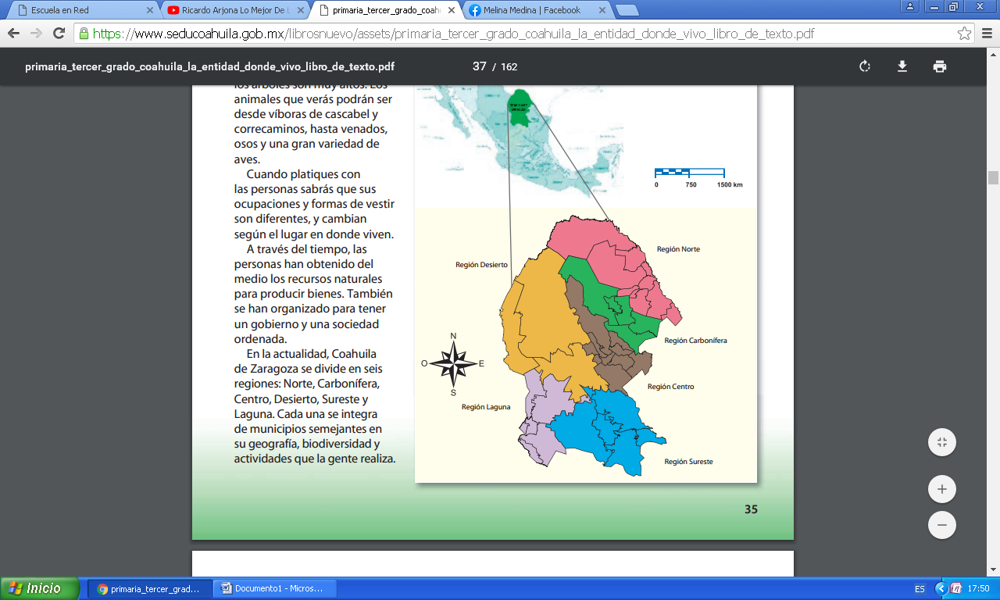 Escuela en Red
Ricardo Arjona Lo Mejor De L
primaria_tercer_grado_coah
Melina Medina | Facebook
https://www.seducoahuila.gob.mx/librosnuevo/assets/primaria_tercer_grado_coahuila_la_entidad_donde_vivo_libro_de_texto.pdf
primaria_tercer_grado_coahuila_la_entidad_donde_vivo_libro_de_texto.pdf
37 / 162
los árboles son muy altos. Los
animales que verás podrán ser
desde víboras de cascabel y
correcaminos, hasta venados,
osos y una gran variedad de
aves.
Cuando platiques con
las personas sabrás que sus
ocupaciones y formas de vestir
son diferentes, y cambian
según el lugar en donde viven.
A través del tiempo, las
personas han obtenido del
medio los recursos naturales
para producir bienes. También
se han organizado para tener
un gobierno y una sociedad
ordenada.
En la actualidad, Coahuila
de Zaragoza se divide en seis
regiones: Norte, Carbonífera,
Centro, Desierto, Sureste y
Laguna. Cada una se integra
de municipios semejantes en
su geografía, biodiversidad y
actividades que la gente realiza.
0 750 1500 km
Región Norte
Región Desierto
Región Carbonífera
N
O E
S
Región Centro
Región Laguna
Región Sureste
35
Inicio
primaria_tercer_grad...
Documento1 - Micros...
ES
17:50